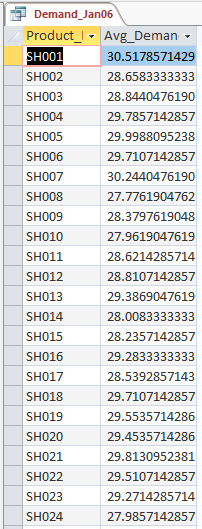 Demand_Jan06
Product_I Avg_Deman
SH001 30.5178571429
SH002 28.6583333333
SH003 28.8440476190
SH004 29.7857142857
SH005 29.9988095238
SH006 29.7107142857
SH007 30.2440476190
SH008 27.7761904762
SH009 28.3797619048
SH010 27.9619047619
SH011 28.6214285714
SH012 28.8107142857
SH013 29.3869047619
SH014 28.0083333333
SH015 28.2357142857
SH016 29.2833333333
SH017 28.5392857143
SH018 29.7107142857
SH019 29.5535714286
SH020 29.4535714286
SH021 29.8130952381
SH022 29.5107142857
SH023 29.2714285714
SH024 27.9857142857